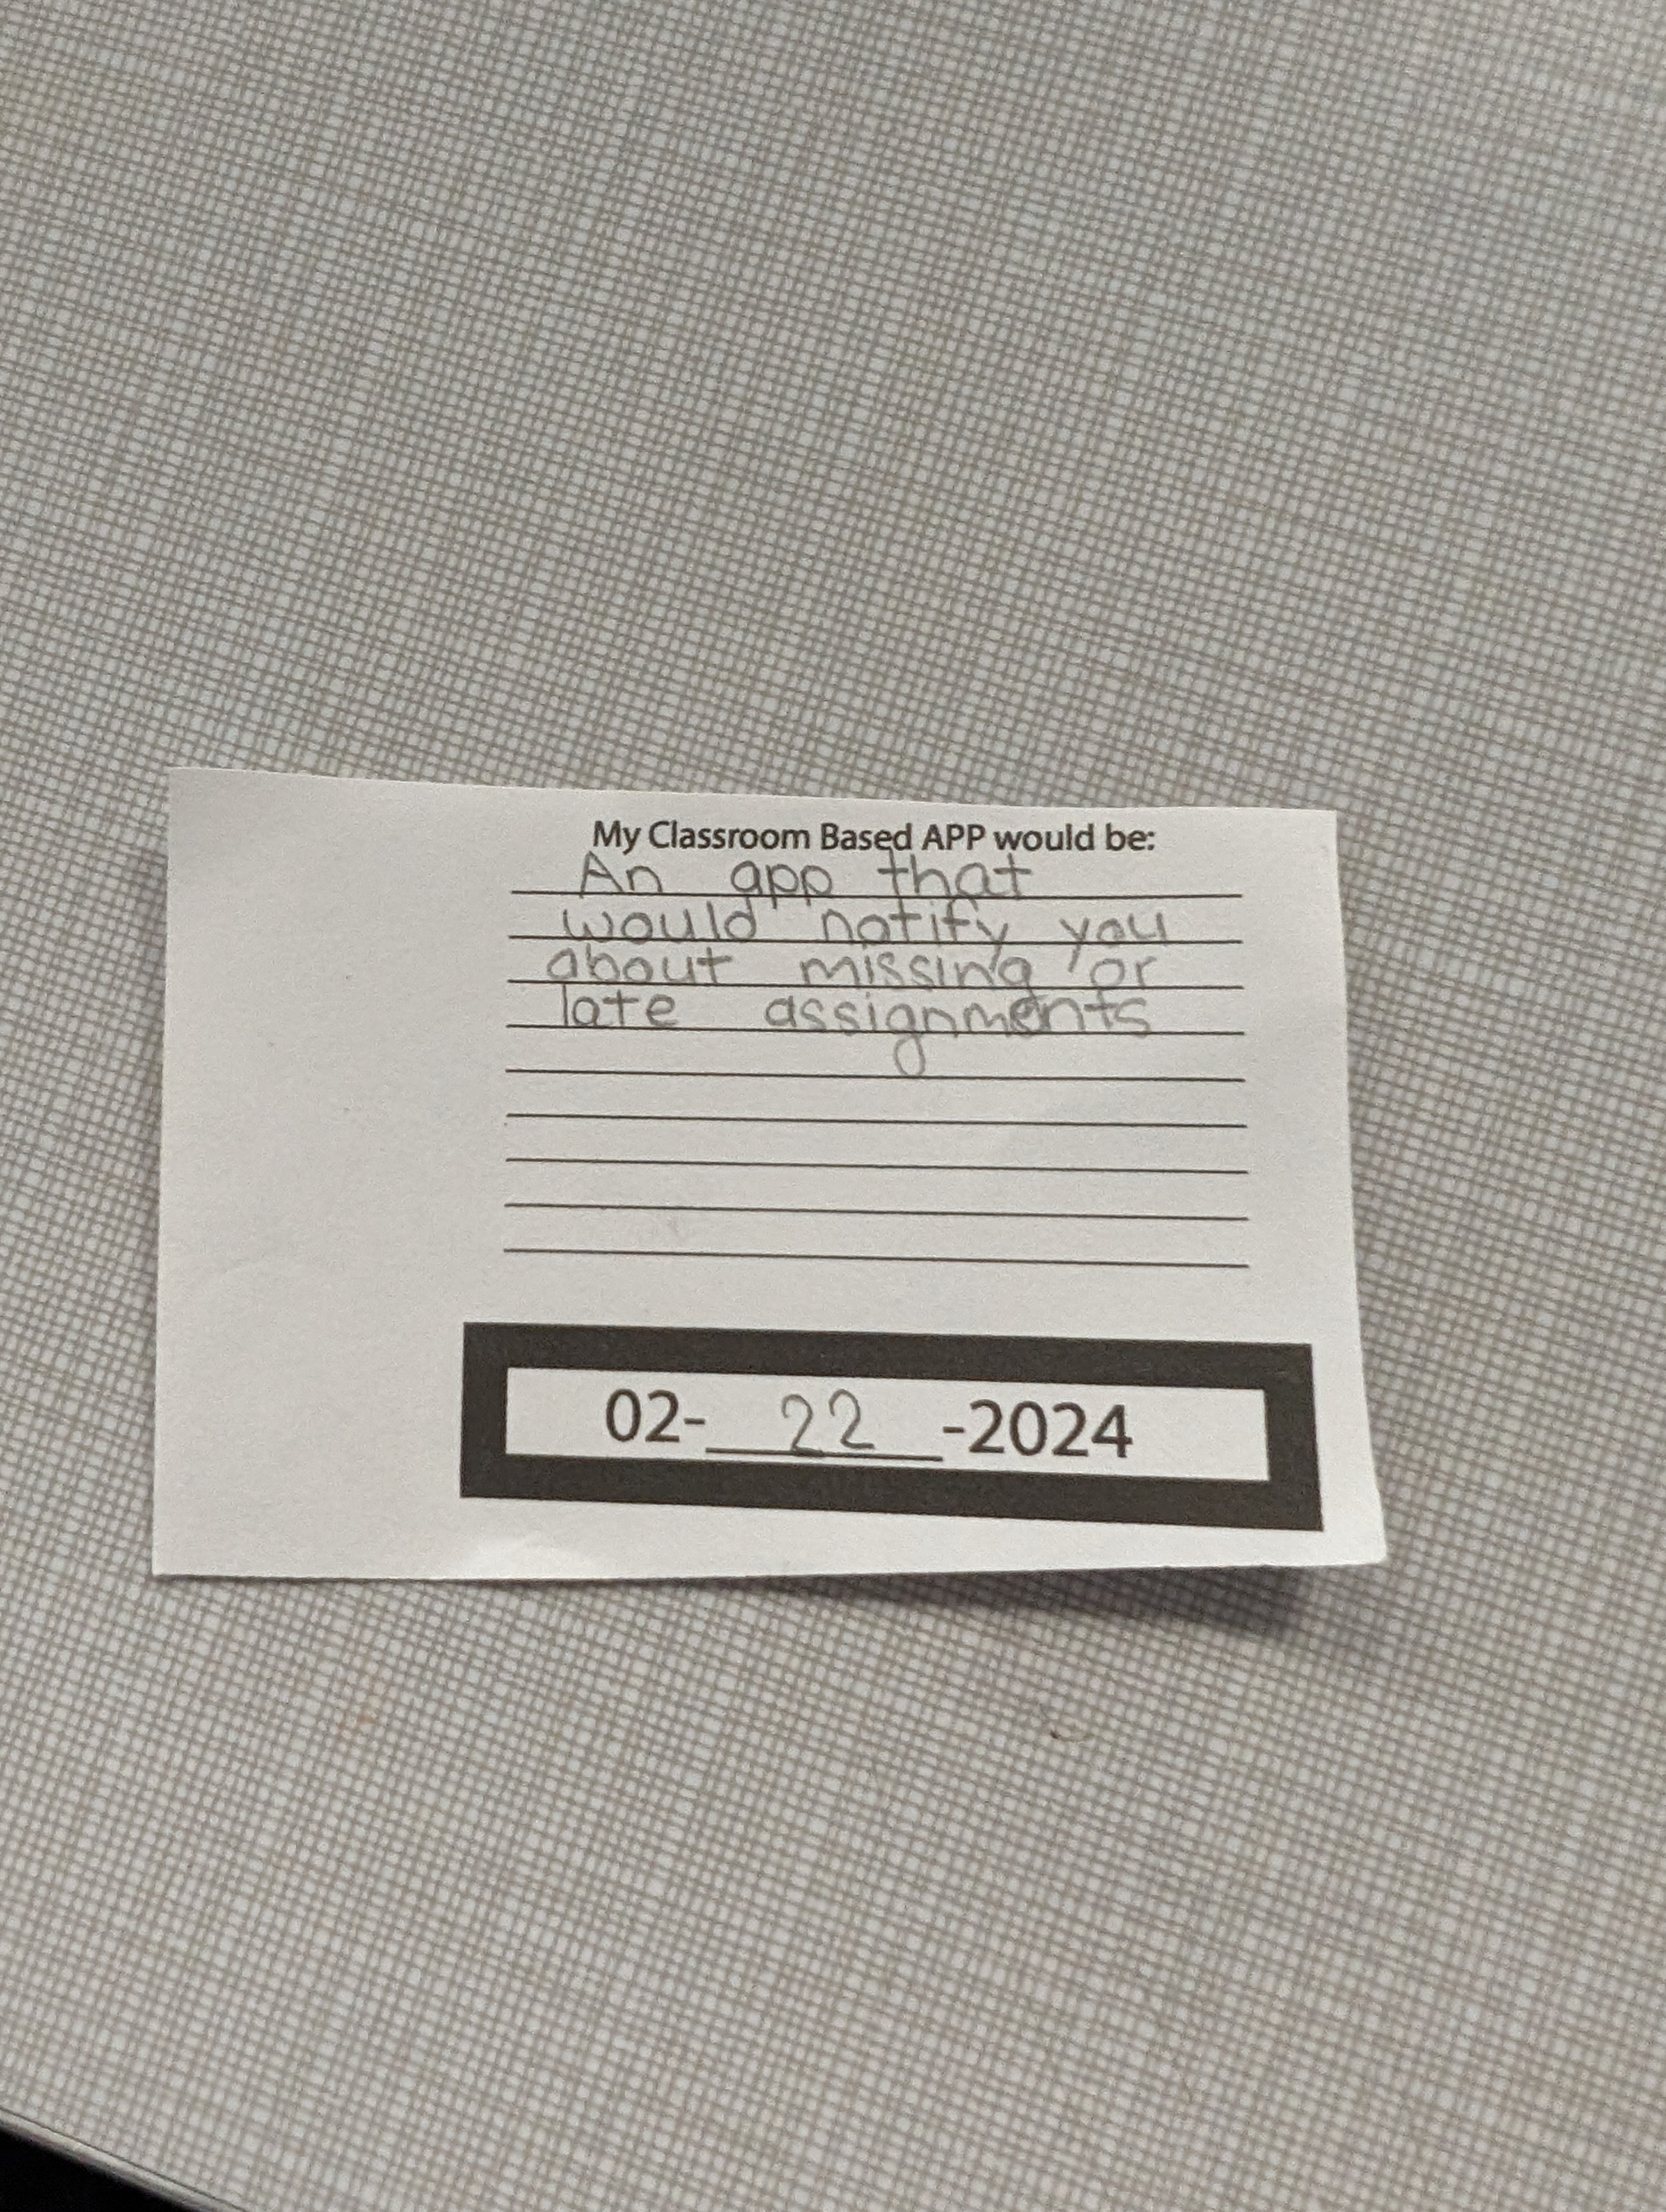 My Classroom Based APP would be:
An app that
would notify you
about missing or
late assignments
02-22-2024